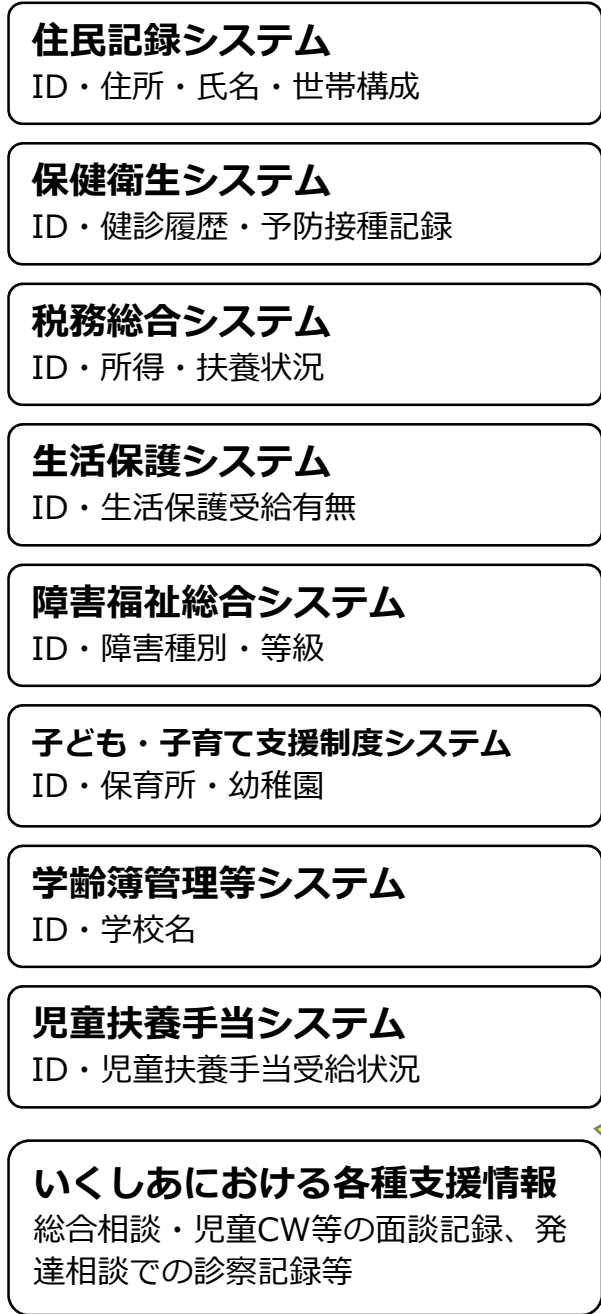 住民記録システム
ID・住所・氏名・世帯構成
保健衛生システム
ID・健診履歴・予防接種記録
税務総合システム
ID・所得・扶養状況
生活保護システム
ID・生活保護受給有無
障害福祉総合システム
ID・障害種別・等級
子ども・子育て支援制度システム
ID・保育所・幼稚園
学齢簿管理等システム
ID・学校名
児童扶養手当システム
ID・児童扶養手当受給状況
いくしあにおける各種支援情報
総合相談・児童CW等の面談記録、発
達相談での診察記録等